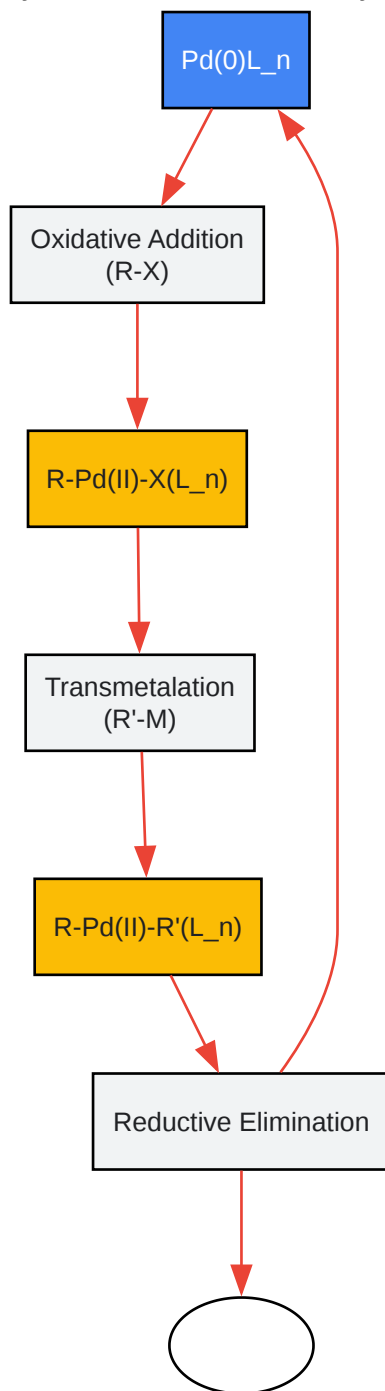 Pd(0)L_n
Oxidative Addition
(R-X)
R-Pd(II)-X(L_n)
Transmetalation
(R'-M)
R-Pd(II)-R'(L_n)
Reductive Elimination